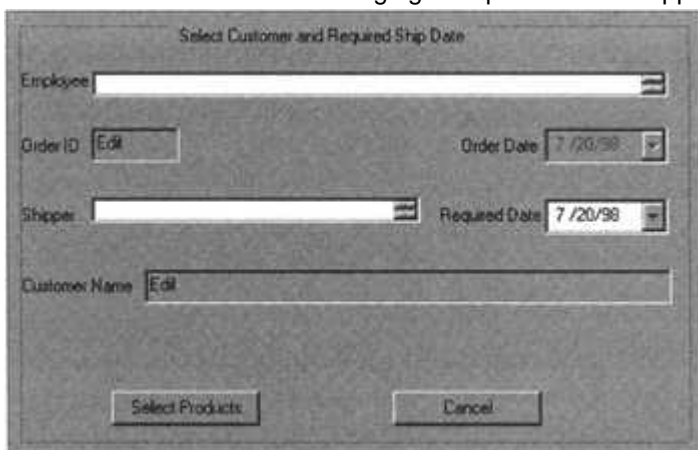 Select Customer and Required Ship Date
Employee
Order ID Edit Order Date 7 /20/98
Shipper Required Date 7 /20/98
Customer Name Edit
Select Products Cancel